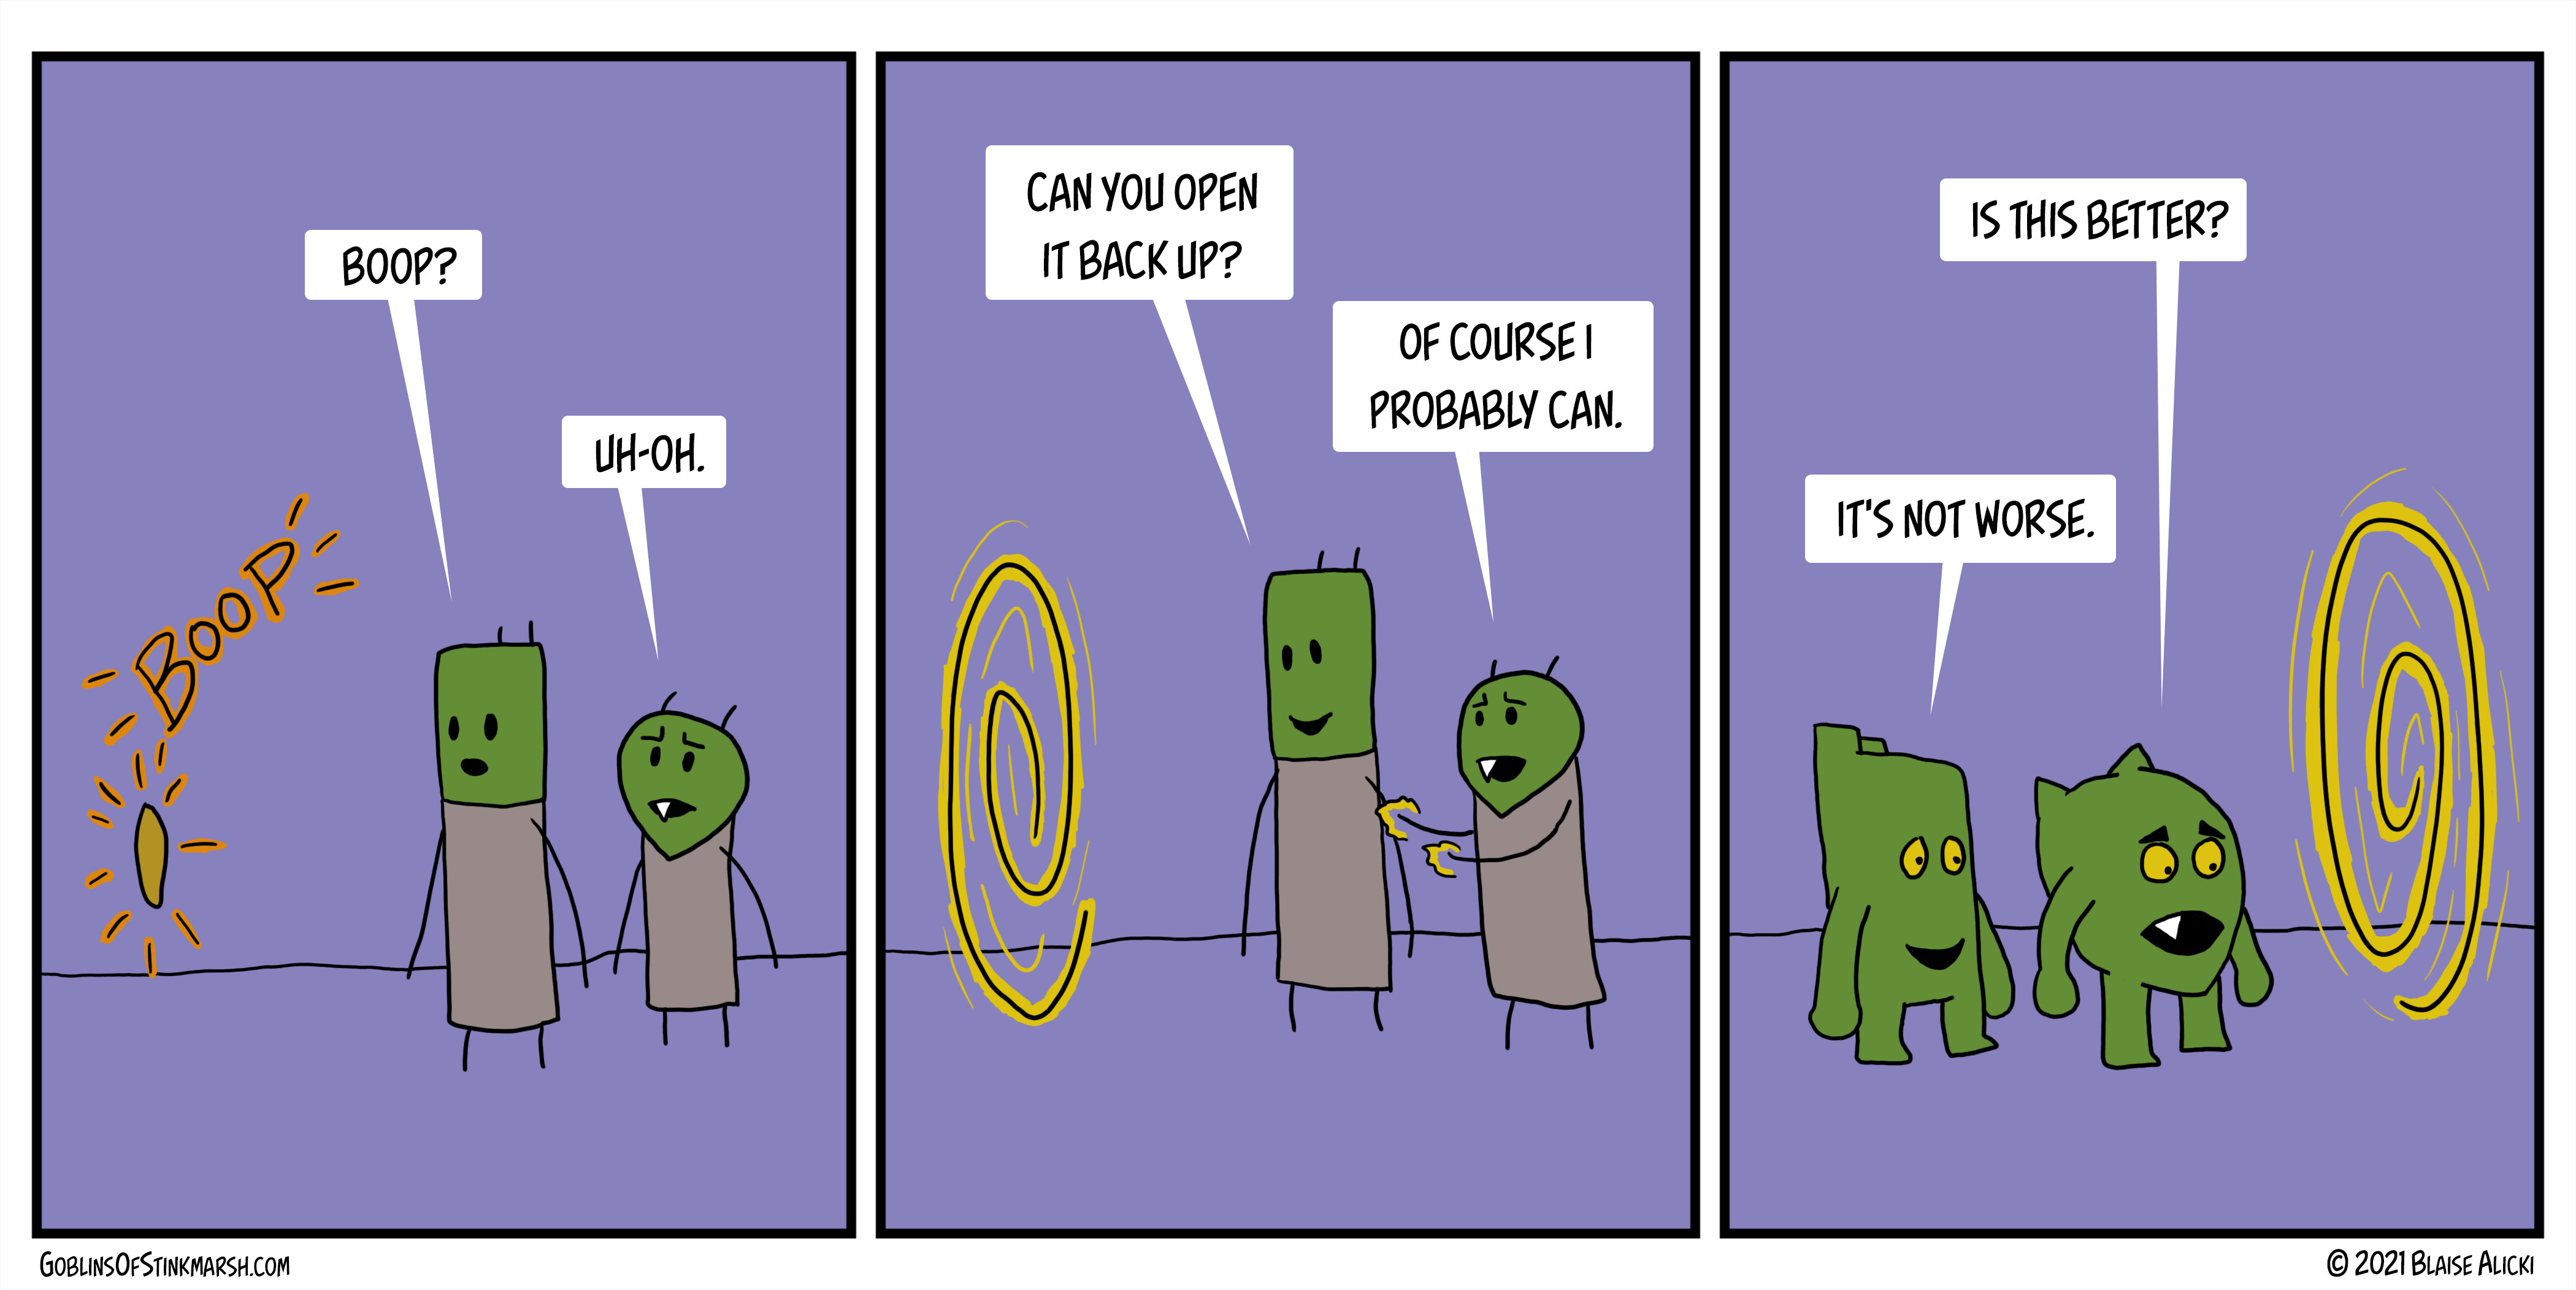 BOOP
BOOP?
UH-OH.
CAN YOU OPEN
IT BACK UP?
OF COURSE I
PROBABLY CAN.
IS THIS BETTER?
IT'S NOT WORSE.
GOBLINSOFSTINKMARSH.COM
© 2021 BLAISE ALICKI